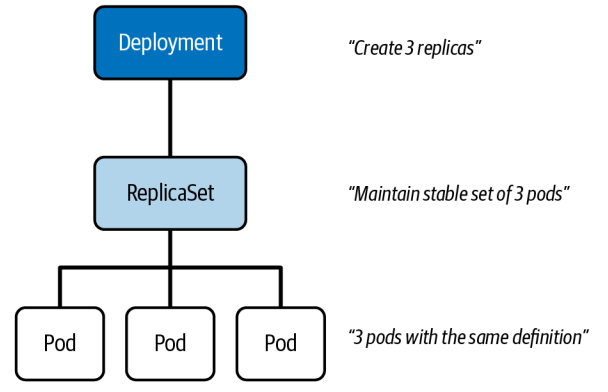 Deployment
“Create 3 replicas”
ReplicaSet
“Maintain stable set of 3 pods”
Pod
Pod
Pod
“3 pods with the same definition”